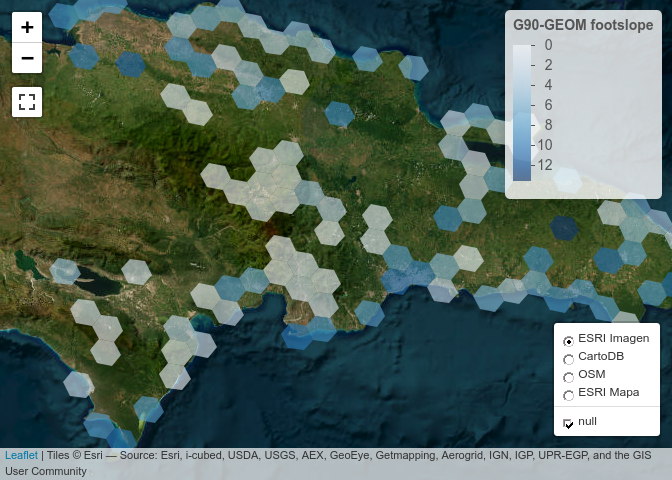 +
−
G90-GEOM footslope
0
2
4
6
8
10
12
ESRI Imagen
CartoDB
OSM
ESRI Mapa
null
Leaflet | Tiles © Esri — Source: Esri, i-cubed, USDA, USGS, AEX, GeoEye, Getmapping, Aerogrid, IGN, IGP, UPR-EGP, and the GIS
User Community